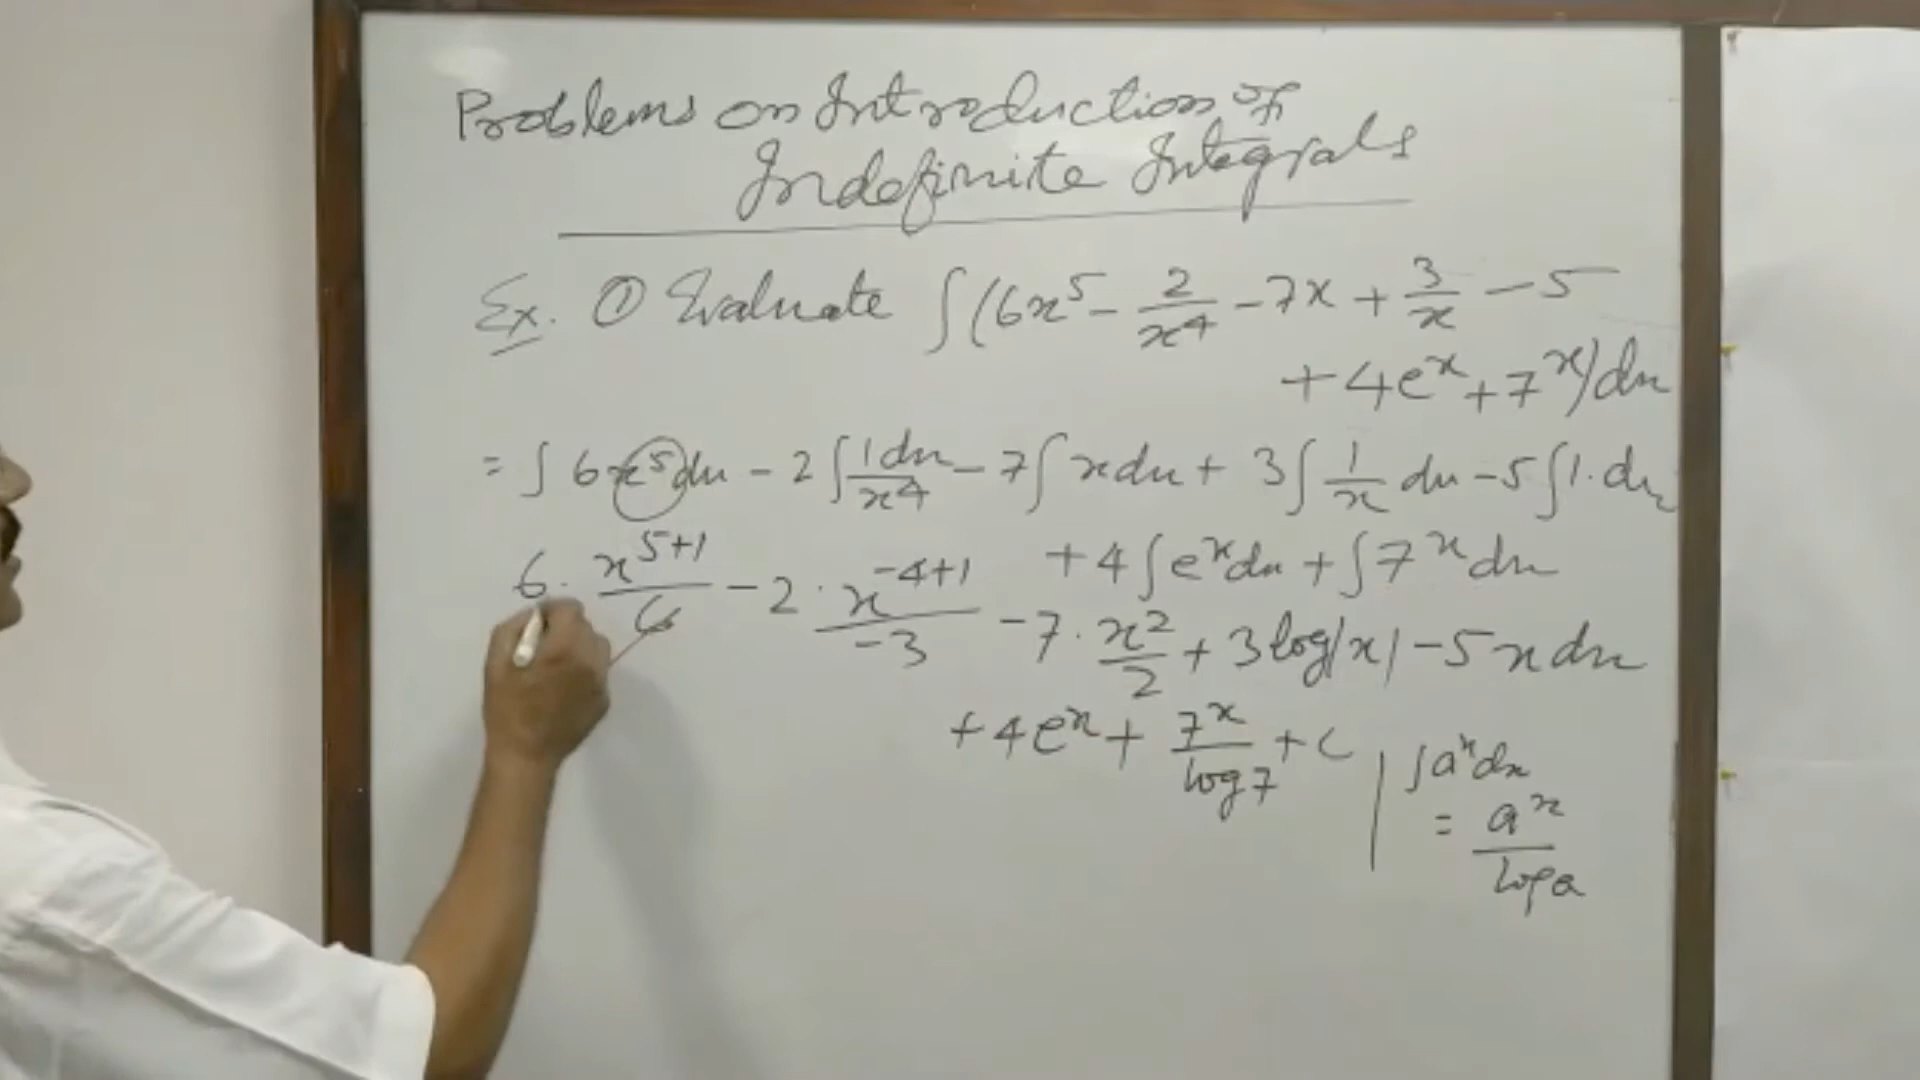 Problems on Introduction of
Indefinite Integrals
Ex. ① Evaluate ∫(6x⁵ - 2/x⁴ - 7x + 3/x - 5
+ 4eˣ + 7ˣ)dx
= ∫ 6x⁵dx - 2∫ 1dx/x⁴ - 7∫ xdx + 3∫ 1/x dx - 5∫1.dx
+ 4∫eˣdx + ∫7ˣdx
6. x⁵⁺¹/6 - 2. x⁻⁴⁺¹/-3 - 7. x²/2 + 3log|x| - 5xdx
+ 4eˣ + 7ˣ/log7 + c
∫aˣdx
= aˣ/loga